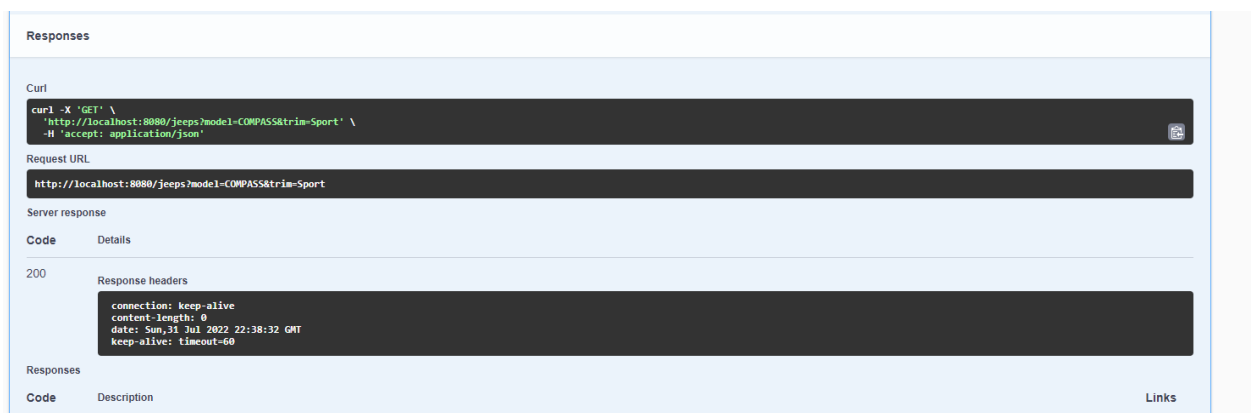 Responses
Curl
curl -X 'GET' \
'http://localhost:8080/jeeps?model=COMPASS&trim=Sport' \
-H 'accept: application/json'
Request URL
http://localhost:8080/jeeps?model=COMPASS&trim=Sport
Server response
Code Details
200
Response headers
connection: keep-alive
content-length: 0
date: Sun,31 Jul 2022 22:38:32 GMT
keep-alive: timeout=60
Responses
Code Description Links